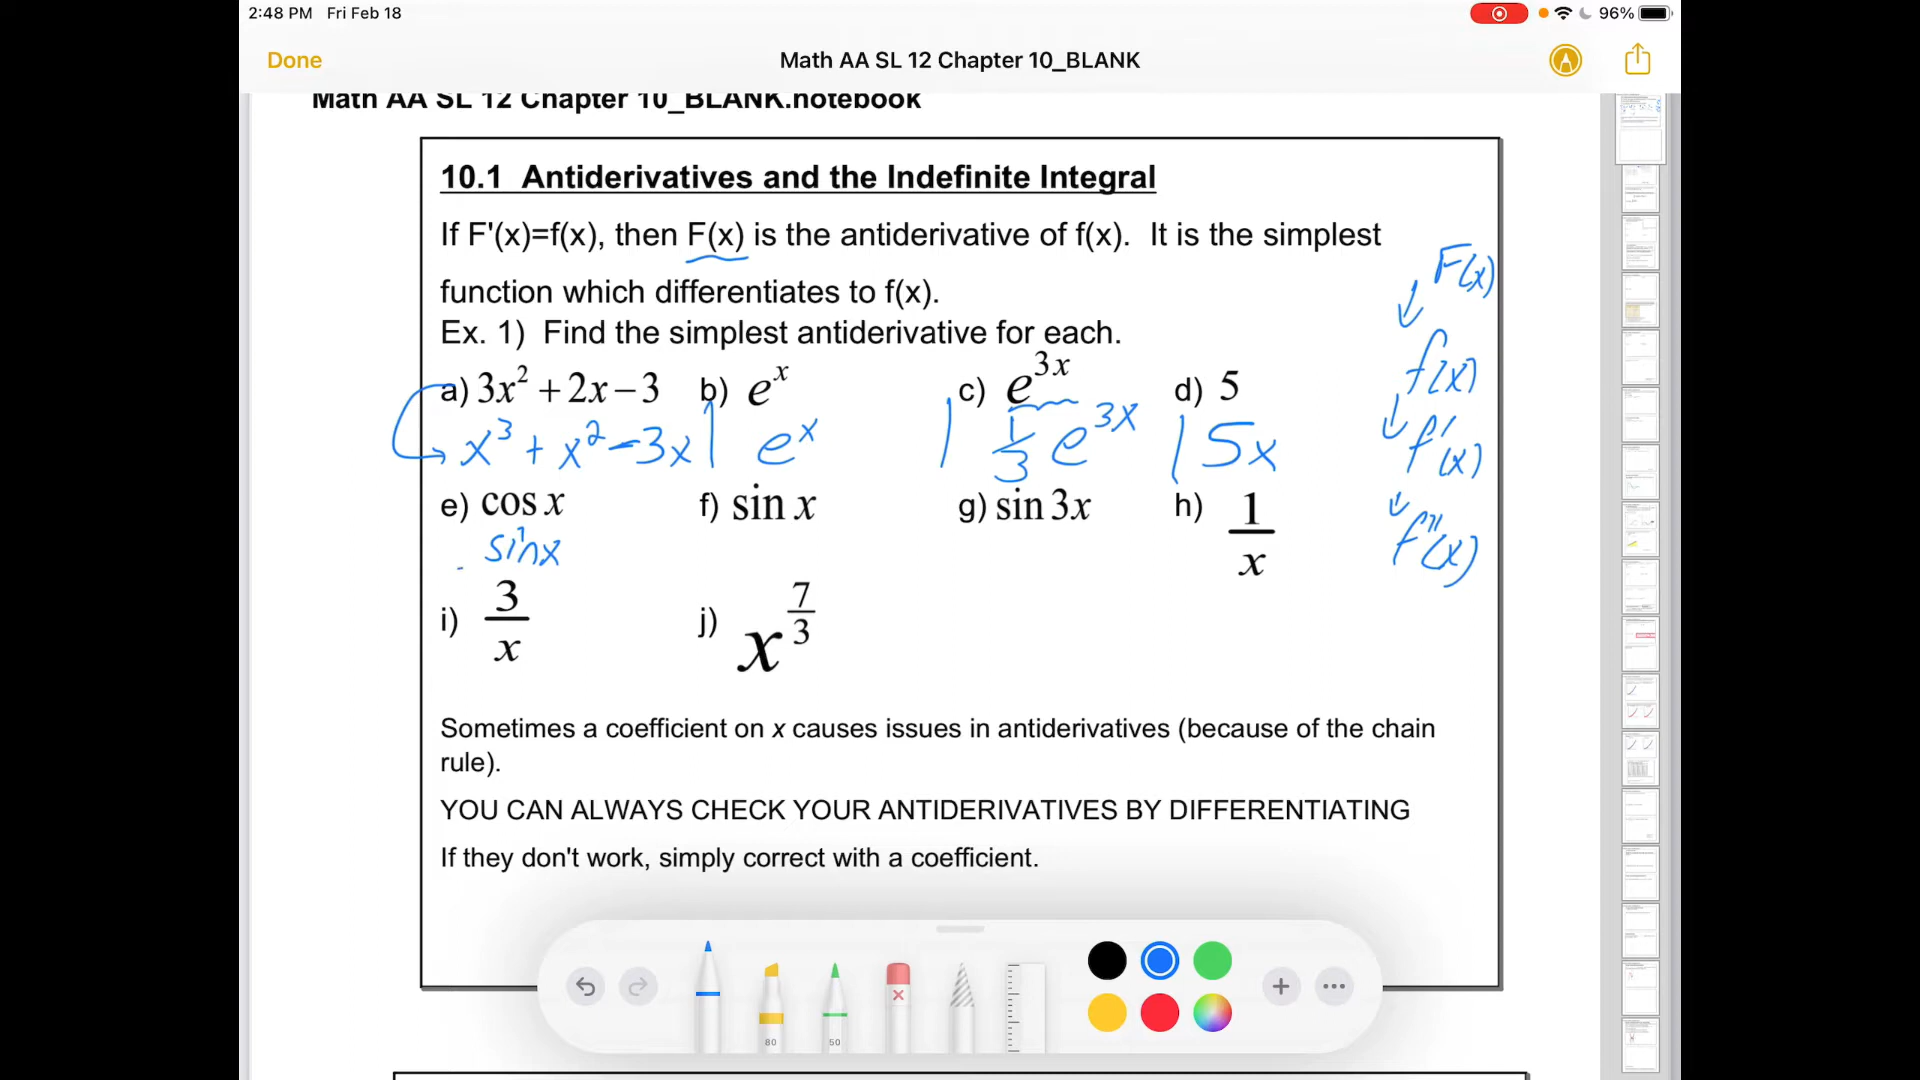 2:48 PM Fri Feb 18 96%
Done Math AA SL 12 Chapter 10_BLANK
Math AA SL 12 Chapter 10_BLANK.notebook
10.1 Antiderivatives and the Indefinite Integral
If F'(x)=f(x), then F(x) is the antiderivative of f(x). It is the simplest
F(x)
function which differentiates to f(x).
Ex. 1) Find the simplest antiderivative for each.
f(x)
a) 3x² + 2x − 3 b) eˣ c) e³ˣ d) 5
x³ + x² − 3x | eˣ | 1/3 e³ˣ | 5x
f'(x)
e) cos x f) sin x g) sin 3x h) 1/x
sinx
f''(x)
i) 3/x j) x^(7/3)
Sometimes a coefficient on x causes issues in antiderivatives (because of the chain
rule).
YOU CAN ALWAYS CHECK YOUR ANTIDERIVATIVES BY DIFFERENTIATING
If they don't work, simply correct with a coefficient.
80 50